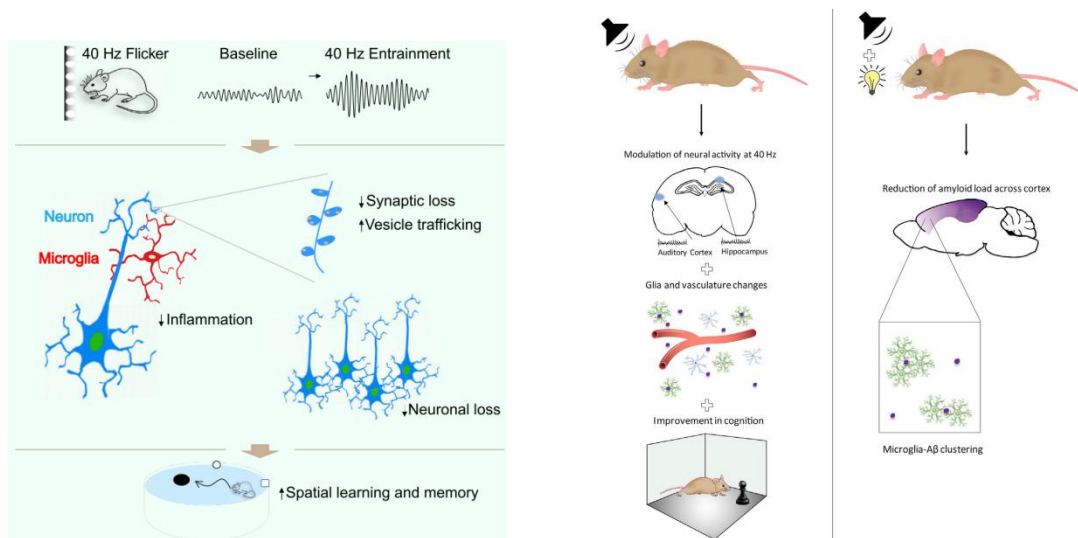 40 Hz Flicker
Baseline
40 Hz Entrainment
Neuron
Microglia
↓Synaptic loss
↑Vesicle trafficking
↓Inflammation
↓Neuronal loss
↑Spatial learning and memory
Modulation of neural activity at 40 Hz
Auditory Cortex
Hippocampus
Glia and vasculature changes
Improvement in cognition
Reduction of amyloid load across cortex
Microglia-Aβ clustering